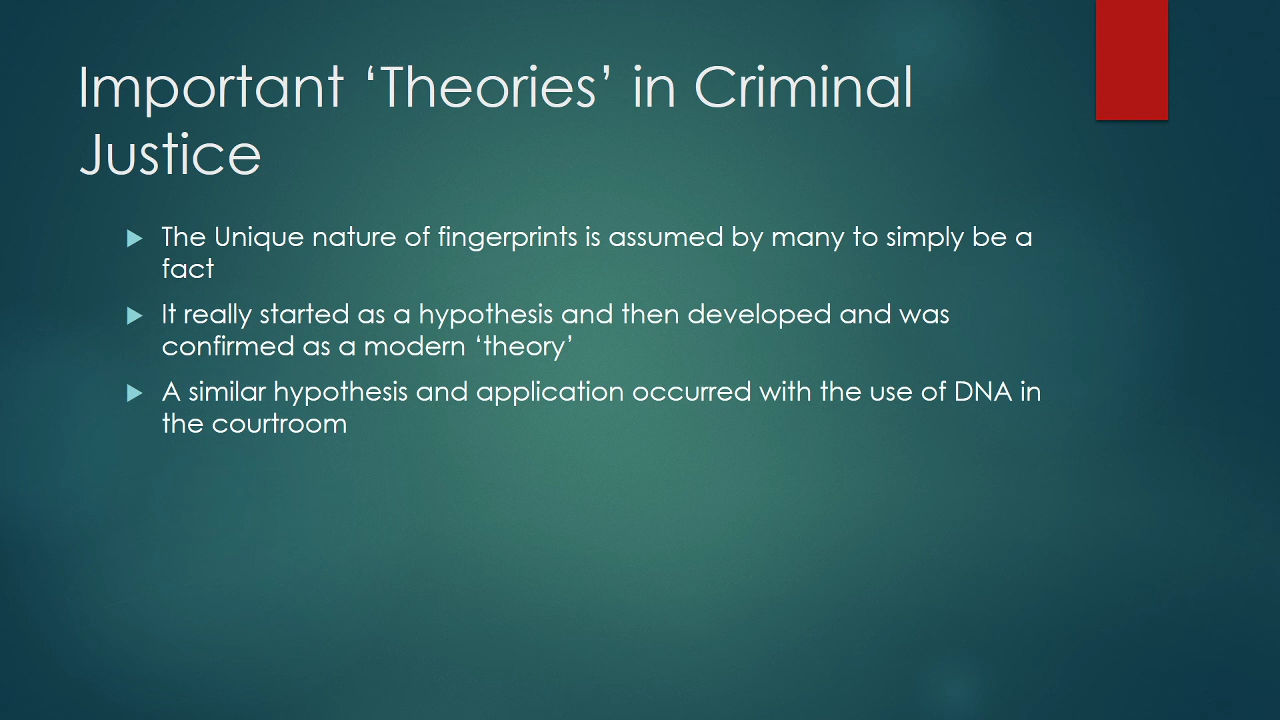 Important ‘Theories’ in Criminal
Justice
The Unique nature of fingerprints is assumed by many to simply be a
fact
It really started as a hypothesis and then developed and was
confirmed as a modern ‘theory’
A similar hypothesis and application occurred with the use of DNA in
the courtroom